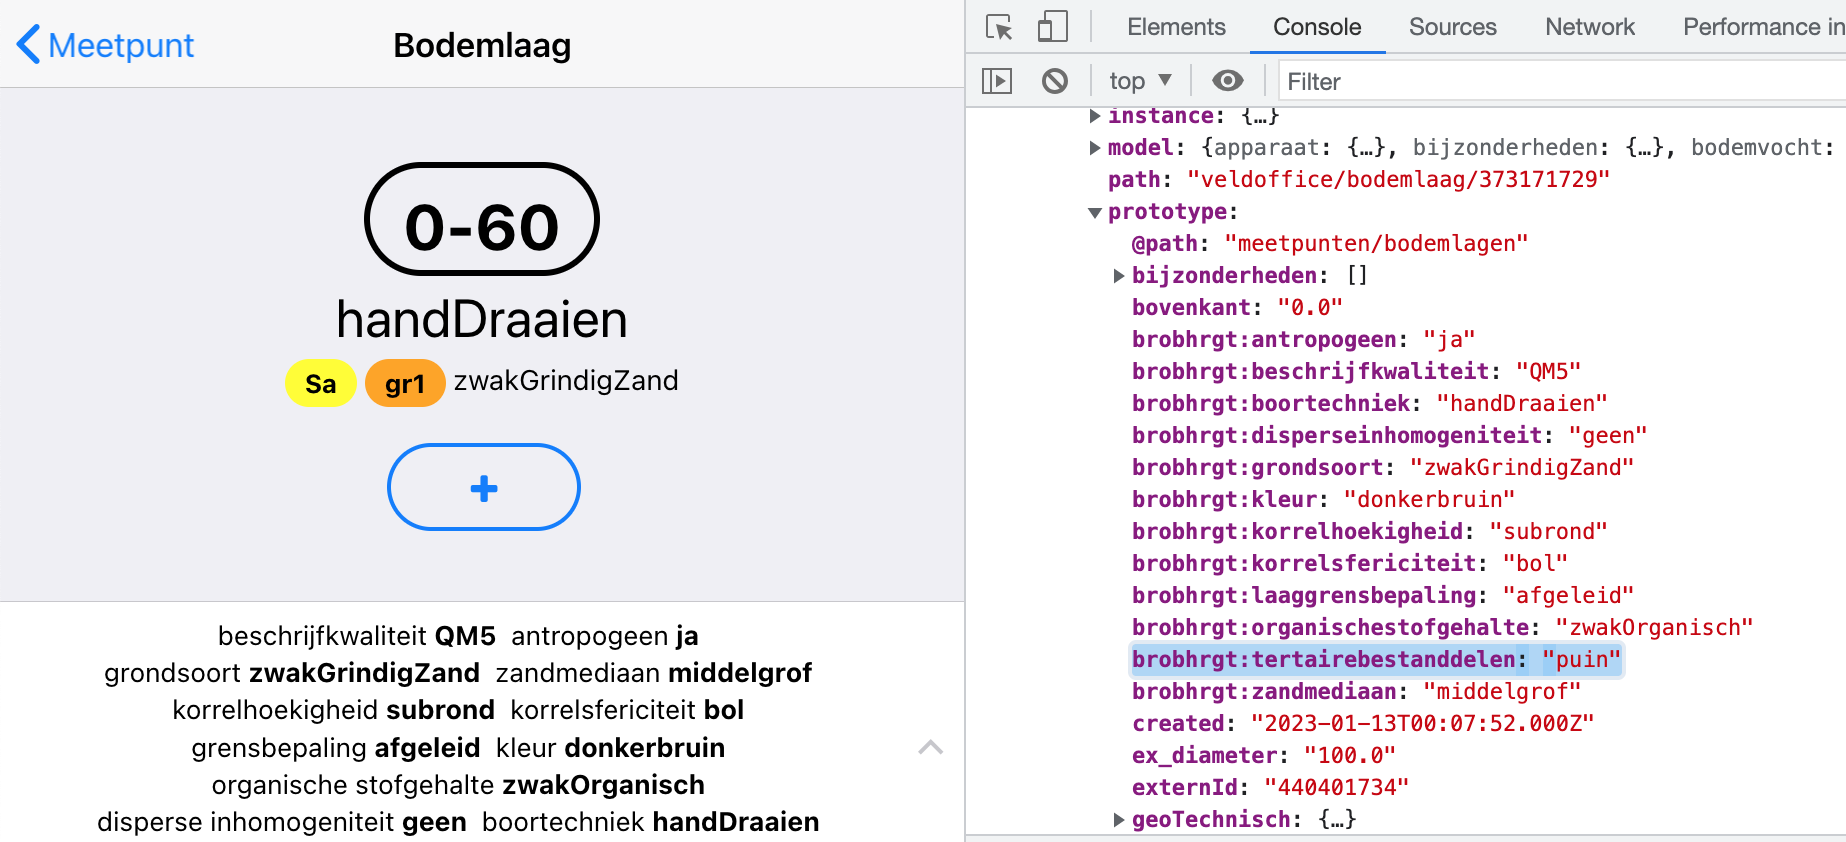 Meetpunt
Bodemlaag
0-60
handDraaien
Sa gr1 zwakGrindigZand
+
beschrijfkwaliteit QM5 antropogeen ja
grondsoort zwakGrindigZand zandmediaan middelgrof
korrelhoekigheid subrond korrelsfericiteit bol
grensbepaling afgeleid kleur donkerbruin
organische stofgehalte zwakOrganisch
disperse inhomogeniteit geen boortechniek handDraaien
Elements Console Sources Network Performance in
top Filter
instance: {…}
model: {apparaat: {…}, bijzonderheden: {…}, bodemvocht:
path: "veldoffice/bodemlaag/373171729"
prototype:
@path: "meetpunten/bodemlagen"
bijzonderheden: []
bovenkant: "0.0"
brobhrgt:antropogeen: "ja"
brobhrgt:beschrijfkwaliteit: "QM5"
brobhrgt:boortechniek: "handDraaien"
brobhrgt:disperseinhomogeniteit: "geen"
brobhrgt:grondsoort: "zwakGrindigZand"
brobhrgt:kleur: "donkerbruin"
brobhrgt:korrelhoekigheid: "subrond"
brobhrgt:korrelsfericiteit: "bol"
brobhrgt:laaggrensbepaling: "afgeleid"
brobhrgt:organischestofgehalte: "zwakOrganisch"
brobhrgt:tertairebestanddelen: "puin"
brobhrgt:zandmediaan: "middelgrof"
created: "2023-01-13T00:07:52.000Z"
ex_diameter: "100.0"
externId: "440401734"
geoTechnisch: {…}